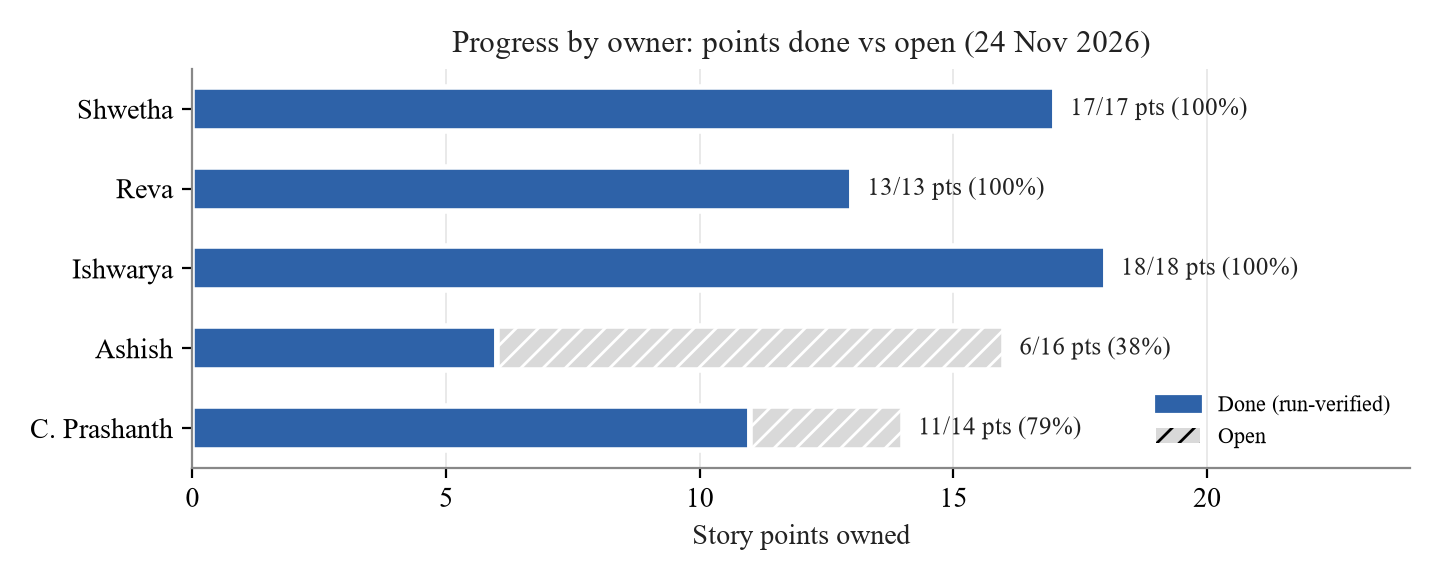 Progress by owner: points done vs open (24 Nov 2026)
Shwetha 17/17 pts (100%)
Reva 13/13 pts (100%)
Ishwarya 18/18 pts (100%)
Ashish 6/16 pts (38%)
C. Prashanth 11/14 pts (79%)
Done (run-verified)
Open
0 5 10 15 20
Story points owned